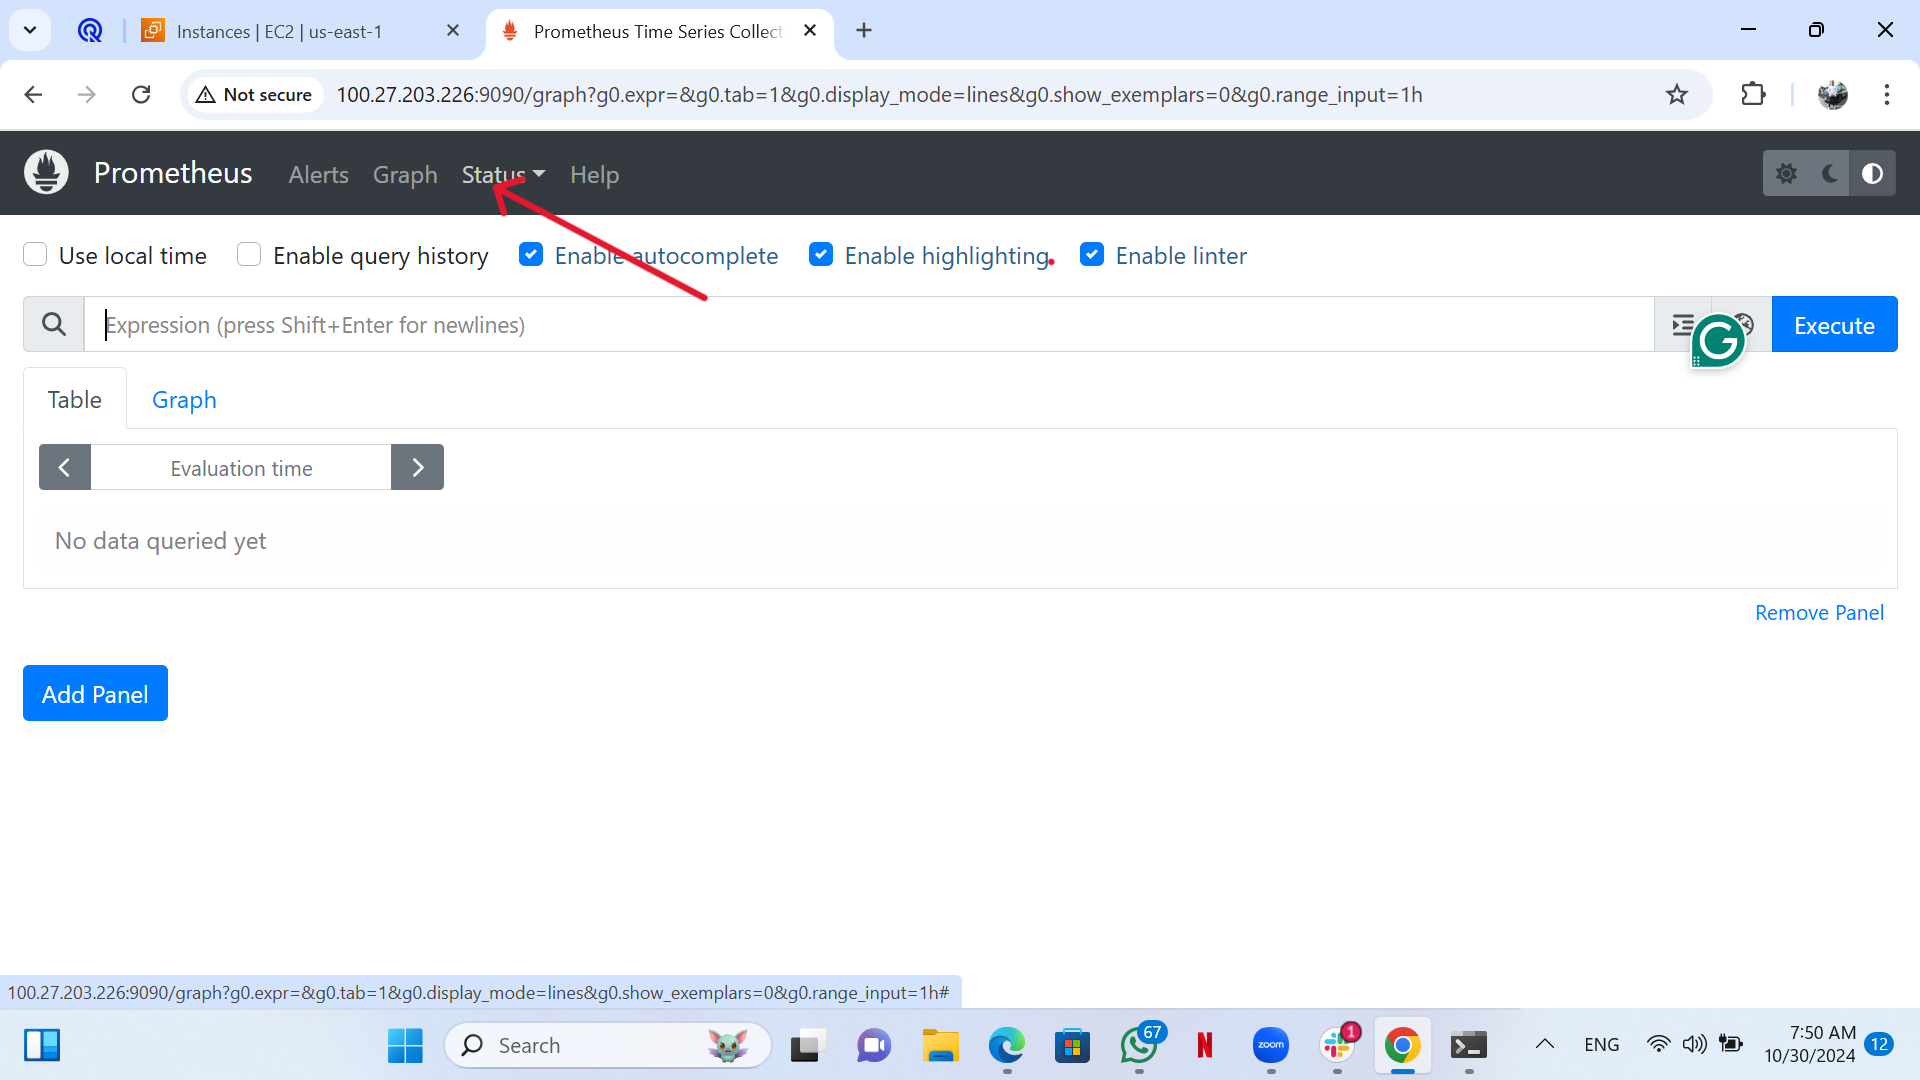 Instances | EC2 | us-east-1
Prometheus Time Series Collect
Not secure
100.27.203.226:9090/graph?g0.expr=&g0.tab=1&g0.display_mode=lines&g0.show_exemplars=0&g0.range_input=1h
Prometheus Alerts Graph Status Help
Use local time Enable query history Enable autocomplete Enable highlighting Enable linter
Expression (press Shift+Enter for newlines) G Execute
Table Graph
Evaluation time
No data queried yet
Remove Panel
Add Panel
100.27.203.226:9090/graph?g0.expr=&g0.tab=1&g0.display_mode=lines&g0.show_exemplars=0&g0.range_input=1h#
Search 67 N zoom 1 ENG 7:50 AM 12
10/30/2024